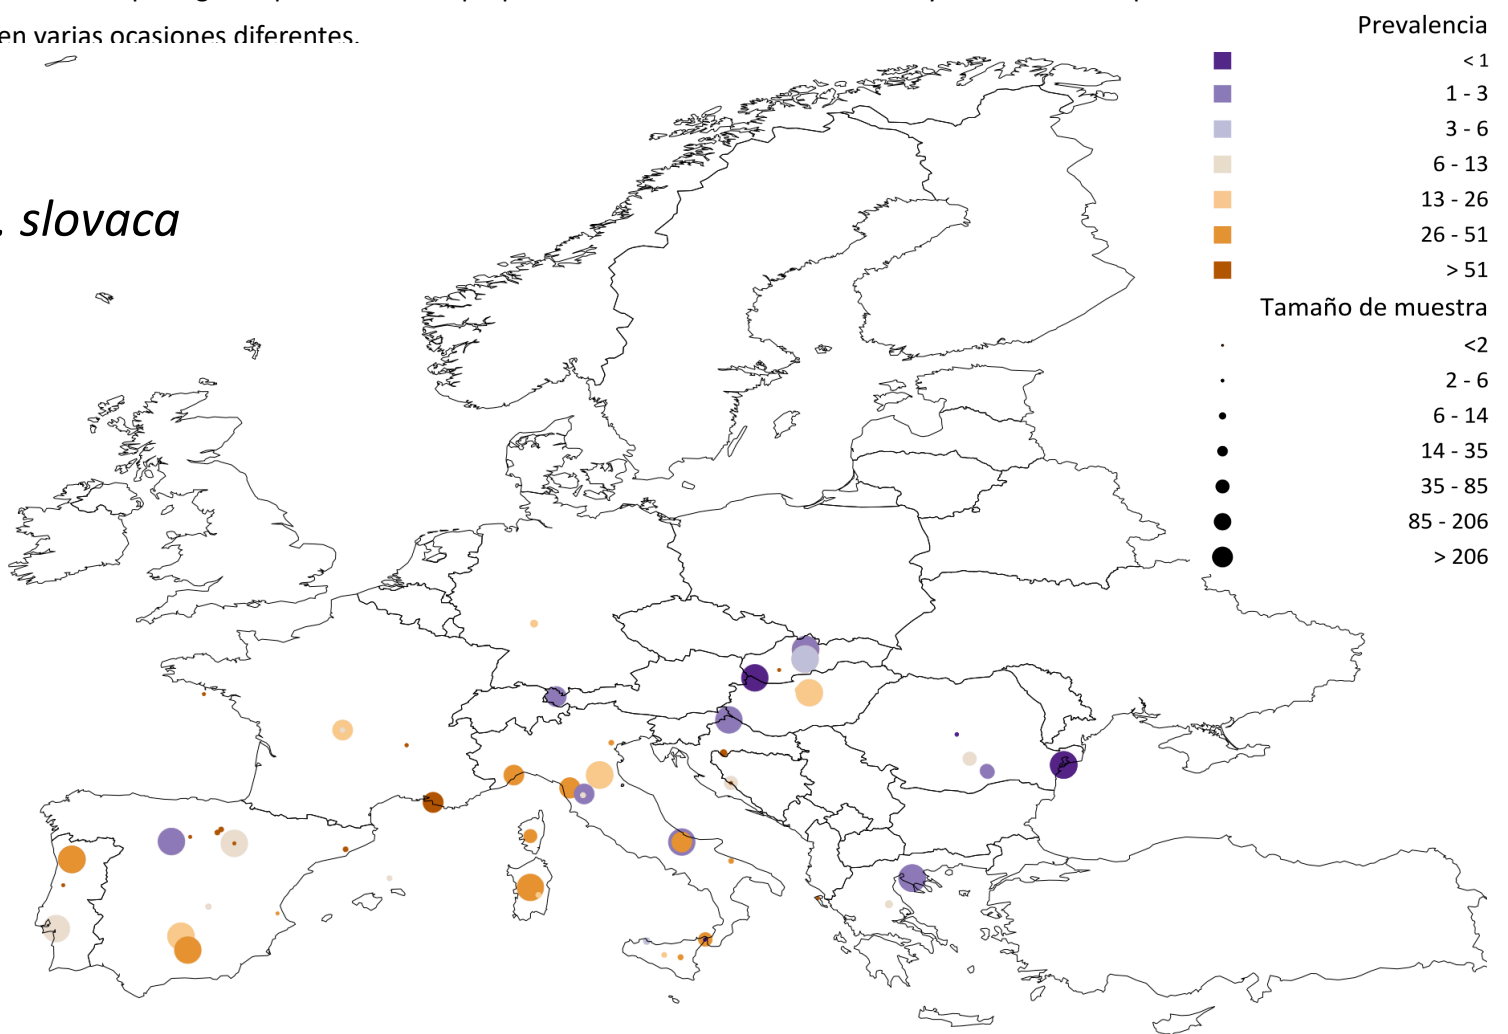 en varias ocasiones diferentes.
. slovaca
Prevalencia
< 1
1 - 3
3 - 6
6 - 13
13 - 26
26 - 51
> 51
Tamaño de muestra
<2
2 - 6
6 - 14
14 - 35
35 - 85
85 - 206
> 206